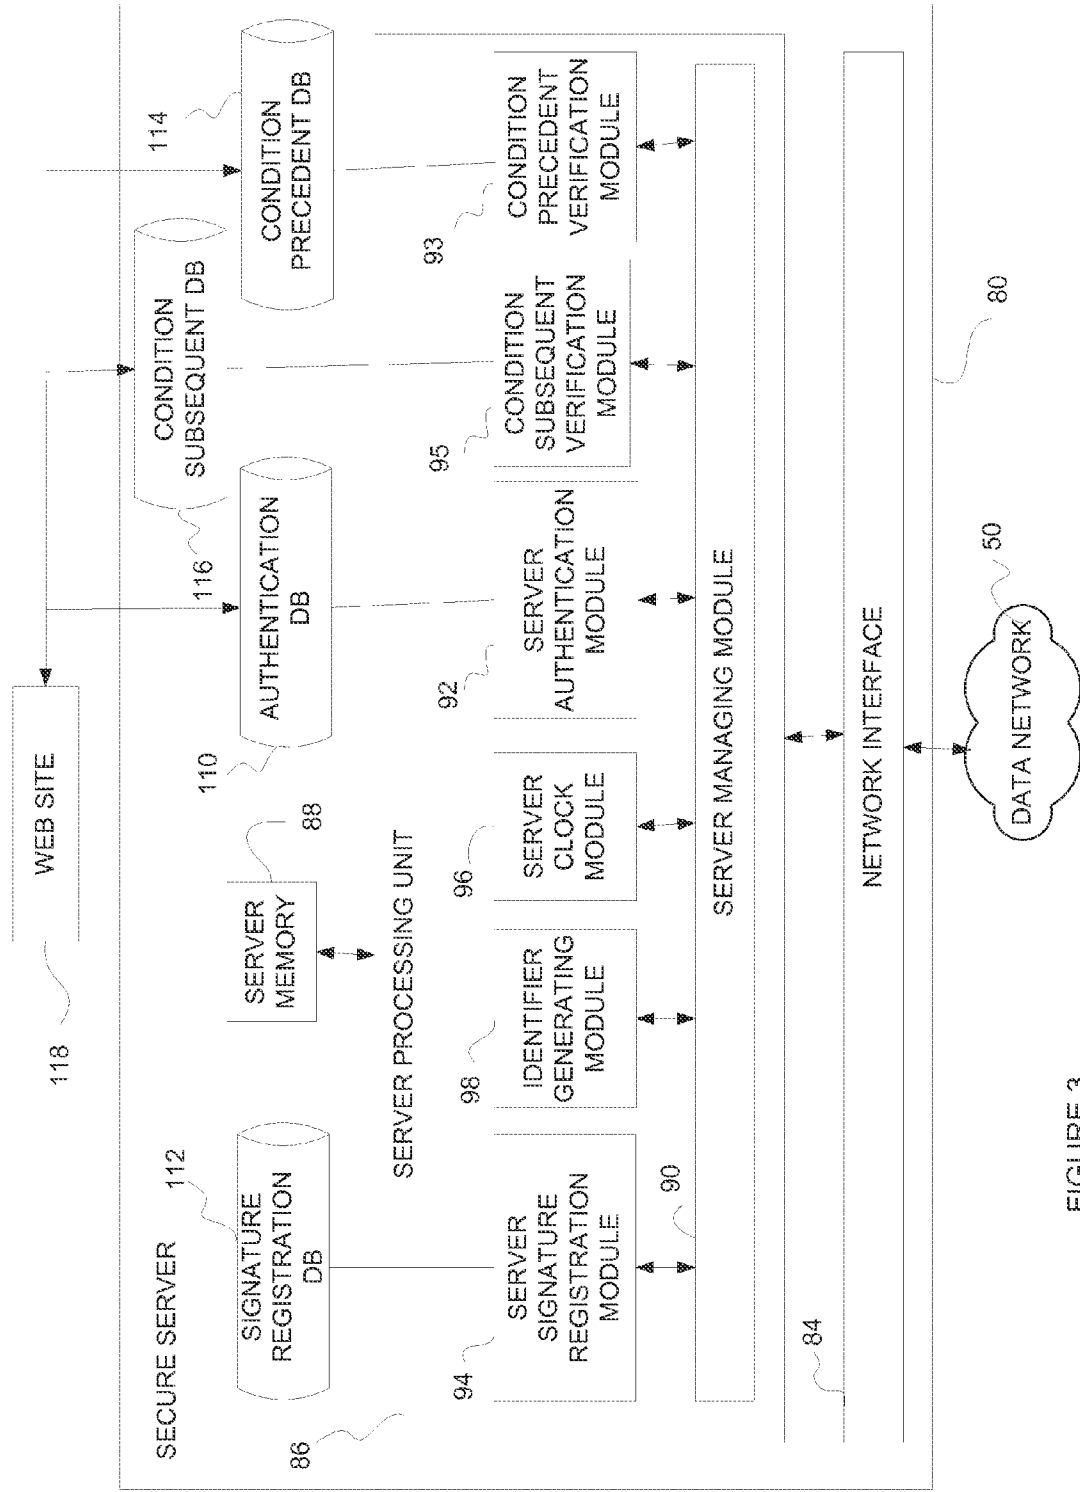 118
WEB SITE
SECURE SERVER
112
SIGNATURE
REGISTRATION
DB
SERVER
MEMORY
88
110
AUTHENTICATION
DB
116
CONDITION
SUBSEQUENT DB
114
CONDITION
PRECEDENT DB
86
SERVER PROCESSING UNIT
94
SERVER
SIGNATURE
REGISTRATION
MODULE
98
IDENTIFIER
GENERATING
MODULE
96
SERVER
CLOCK
MODULE
92
SERVER
AUTHENTICATION
MODULE
95
CONDITION
SUBSEQUENT
VERIFICATION
MODULE
93
CONDITION
PRECEDENT
VERIFICATION
MODULE
90
SERVER MANAGING MODULE
84
NETWORK INTERFACE
80
50
DATA NETWORK
FIGURE 3